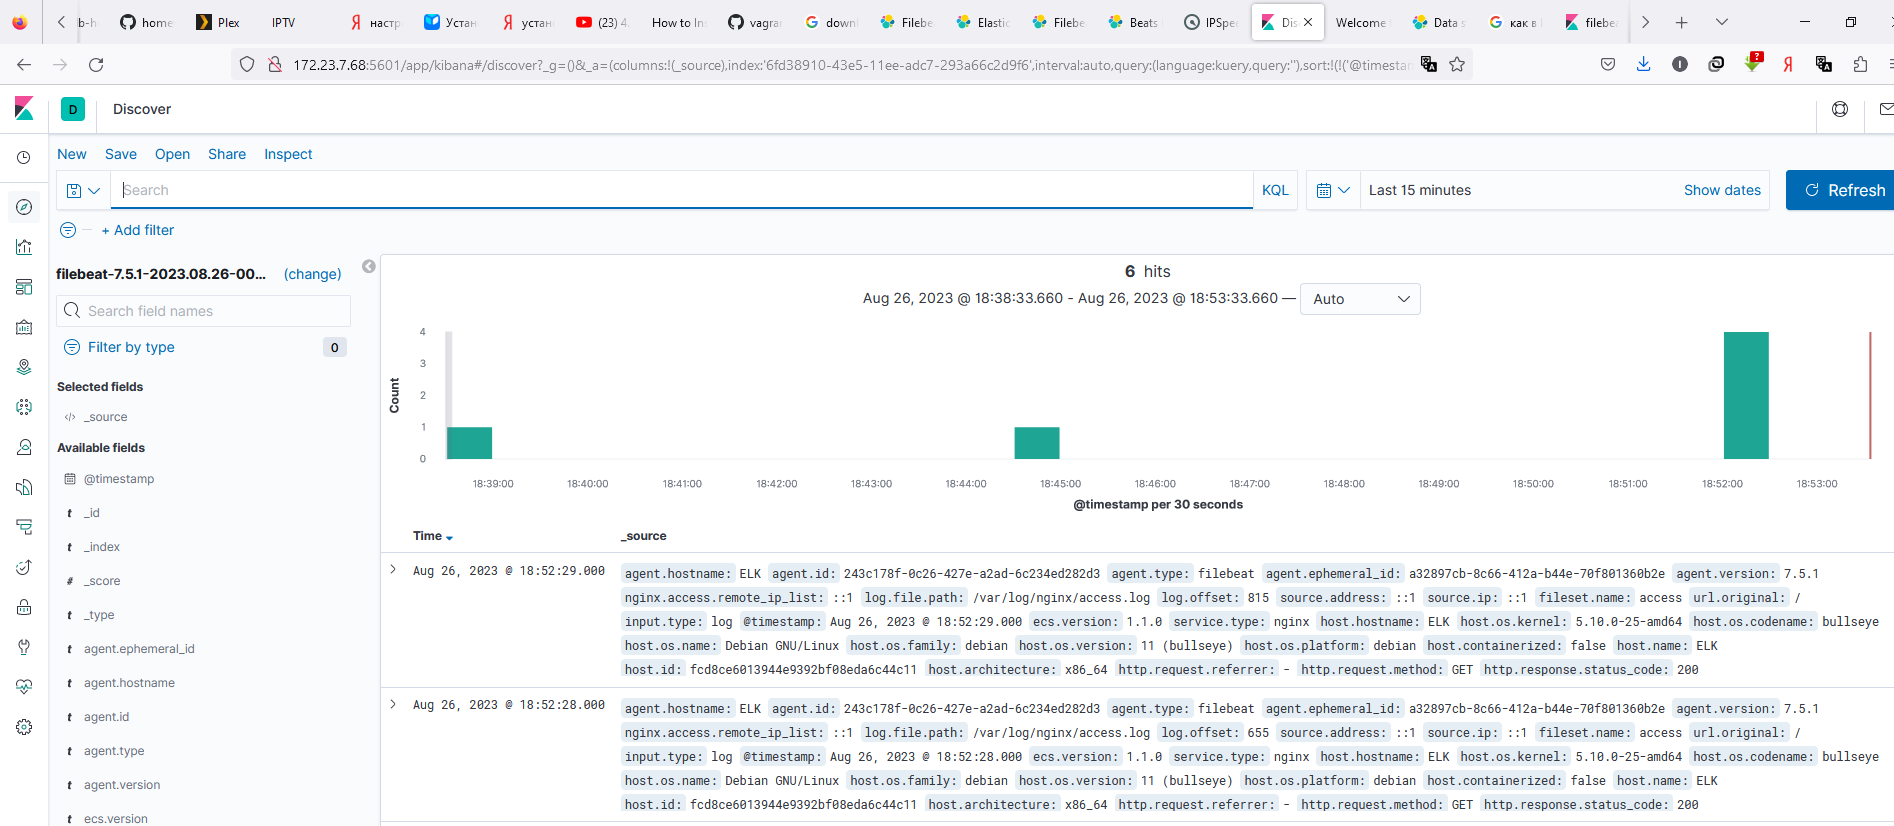 b-h
home
Plex
IPTV
настр
Устан
устан
(23) 4
How to Ins
vagran
downl
Filebe
Elastic
Filebe
Beats
IPSpe
Dis
Welcome
Data s
как в
filebea
172.23.7.68:5601/app/kibana#/discover?_g=()&_a=(columns:!(_source),index:'6fd38910-43e5-11ee-adc7-293a66c2d9f6',interval:auto,query:(language:kuery,query:''),sort:!(!('@timestam
D Discover
New Save Open Share Inspect
Search KQL Last 15 minutes Show dates Refresh
+ Add filter
filebeat-7.5.1-2023.08.26-00... (change)
Search field names
Filter by type 0
Selected fields
_source
Available fields
@timestamp
t _id
t _index
# _score
t _type
t agent.ephemeral_id
t agent.hostname
t agent.id
t agent.type
t agent.version
t ecs.version
6 hits
Aug 26, 2023 @ 18:38:33.660 - Aug 26, 2023 @ 18:53:33.660 — Auto
Count
4
3
2
1
0
18:39:00 18:40:00 18:41:00 18:42:00 18:43:00 18:44:00 18:45:00 18:46:00 18:47:00 18:48:00 18:49:00 18:50:00 18:51:00 18:52:00 18:53:00
@timestamp per 30 seconds
Time _source
Aug 26, 2023 @ 18:52:29.000 agent.hostname: ELK agent.id: 243c178f-0c26-427e-a2ad-6c234ed282d3 agent.type: filebeat agent.ephemeral_id: a32897cb-8c66-412a-b44e-70f801360b2e agent.version: 7.5.1
nginx.access.remote_ip_list: ::1 log.file.path: /var/log/nginx/access.log log.offset: 815 source.address: ::1 source.ip: ::1 fileset.name: access url.original: /
input.type: log @timestamp: Aug 26, 2023 @ 18:52:29.000 ecs.version: 1.1.0 service.type: nginx host.hostname: ELK host.os.kernel: 5.10.0-25-amd64 host.os.codename: bullseye
host.os.name: Debian GNU/Linux host.os.family: debian host.os.version: 11 (bullseye) host.os.platform: debian host.containerized: false host.name: ELK
host.id: fcd8ce6013944e9392bf08eda6c44c11 host.architecture: x86_64 http.request.referrer: - http.request.method: GET http.response.status_code: 200
Aug 26, 2023 @ 18:52:28.000 agent.hostname: ELK agent.id: 243c178f-0c26-427e-a2ad-6c234ed282d3 agent.type: filebeat agent.ephemeral_id: a32897cb-8c66-412a-b44e-70f801360b2e agent.version: 7.5.1
nginx.access.remote_ip_list: ::1 log.file.path: /var/log/nginx/access.log log.offset: 655 source.address: ::1 source.ip: ::1 fileset.name: access url.original: /
input.type: log @timestamp: Aug 26, 2023 @ 18:52:28.000 ecs.version: 1.1.0 service.type: nginx host.hostname: ELK host.os.kernel: 5.10.0-25-amd64 host.os.codename: bullseye
host.os.name: Debian GNU/Linux host.os.family: debian host.os.version: 11 (bullseye) host.os.platform: debian host.containerized: false host.name: ELK
host.id: fcd8ce6013944e9392bf08eda6c44c11 host.architecture: x86_64 http.request.referrer: - http.request.method: GET http.response.status_code: 200